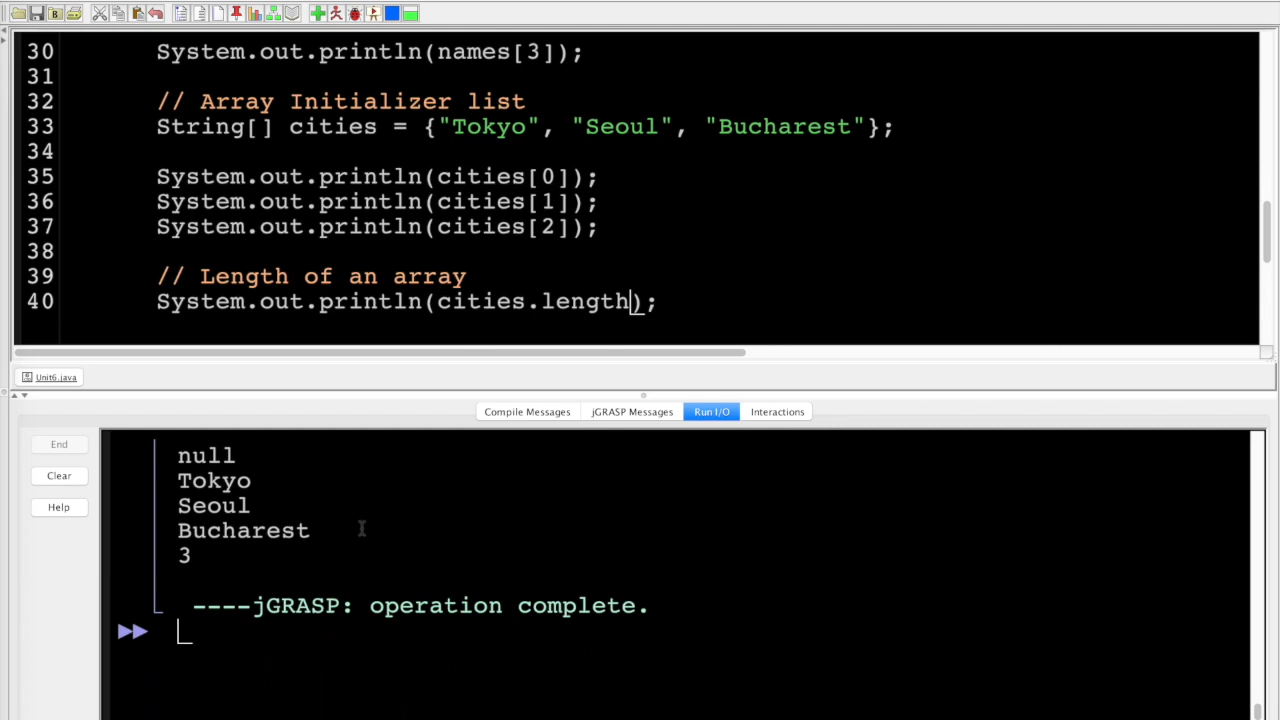 30 System.out.println(names[3]);
31
32 // Array Initializer list
33 String[] cities = {"Tokyo", "Seoul", "Bucharest"};
34
35 System.out.println(cities[0]);
36 System.out.println(cities[1]);
37 System.out.println(cities[2]);
38
39 // Length of an array
40 System.out.println(cities.length);
Unit6.java
Compile Messages jGRASP Messages Run I/O Interactions
End
Clear
Help
null
Tokyo
Seoul
Bucharest
3
----jGRASP: operation complete.